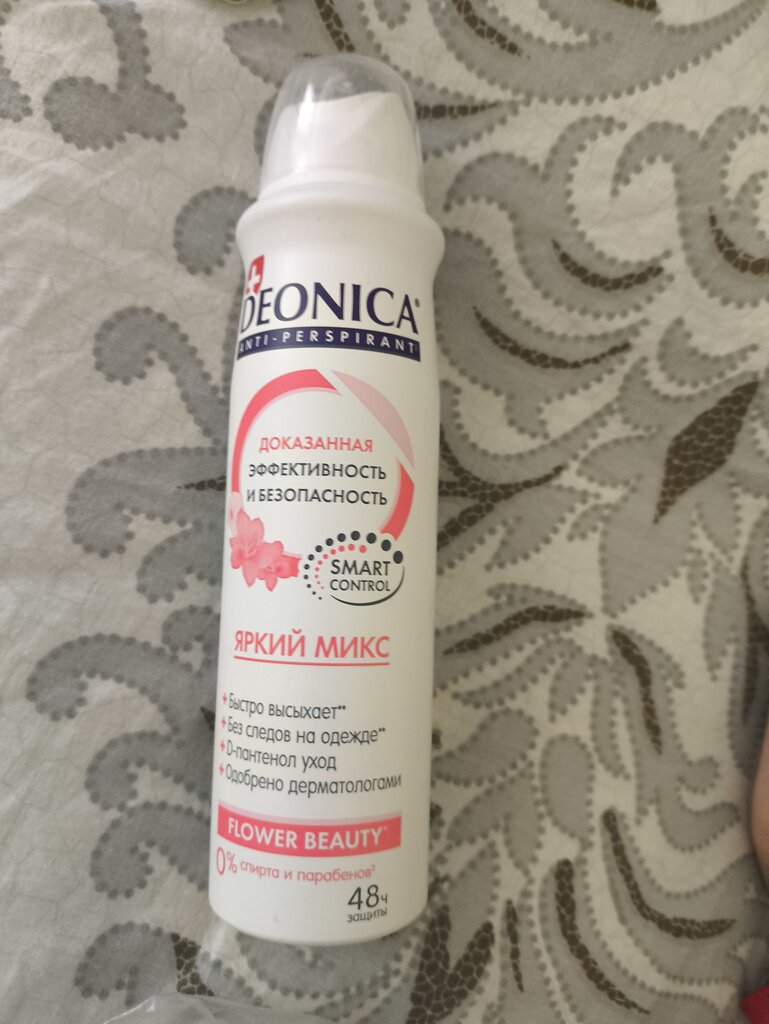 DEONICA®
ANTI-PERSPIRANT
ДОКАЗАННАЯ
ЭФФЕКТИВНОСТЬ
И БЕЗОПАСНОСТЬ
SMART
CONTROL
ЯРКИЙ МИКС
+Быстро высыхает**
+Без следов на одежде**
+D-пантенол уход
+Одобрено дерматологами
FLOWER BEAUTY*
0% спирта и парабенов²
48ч
защиты